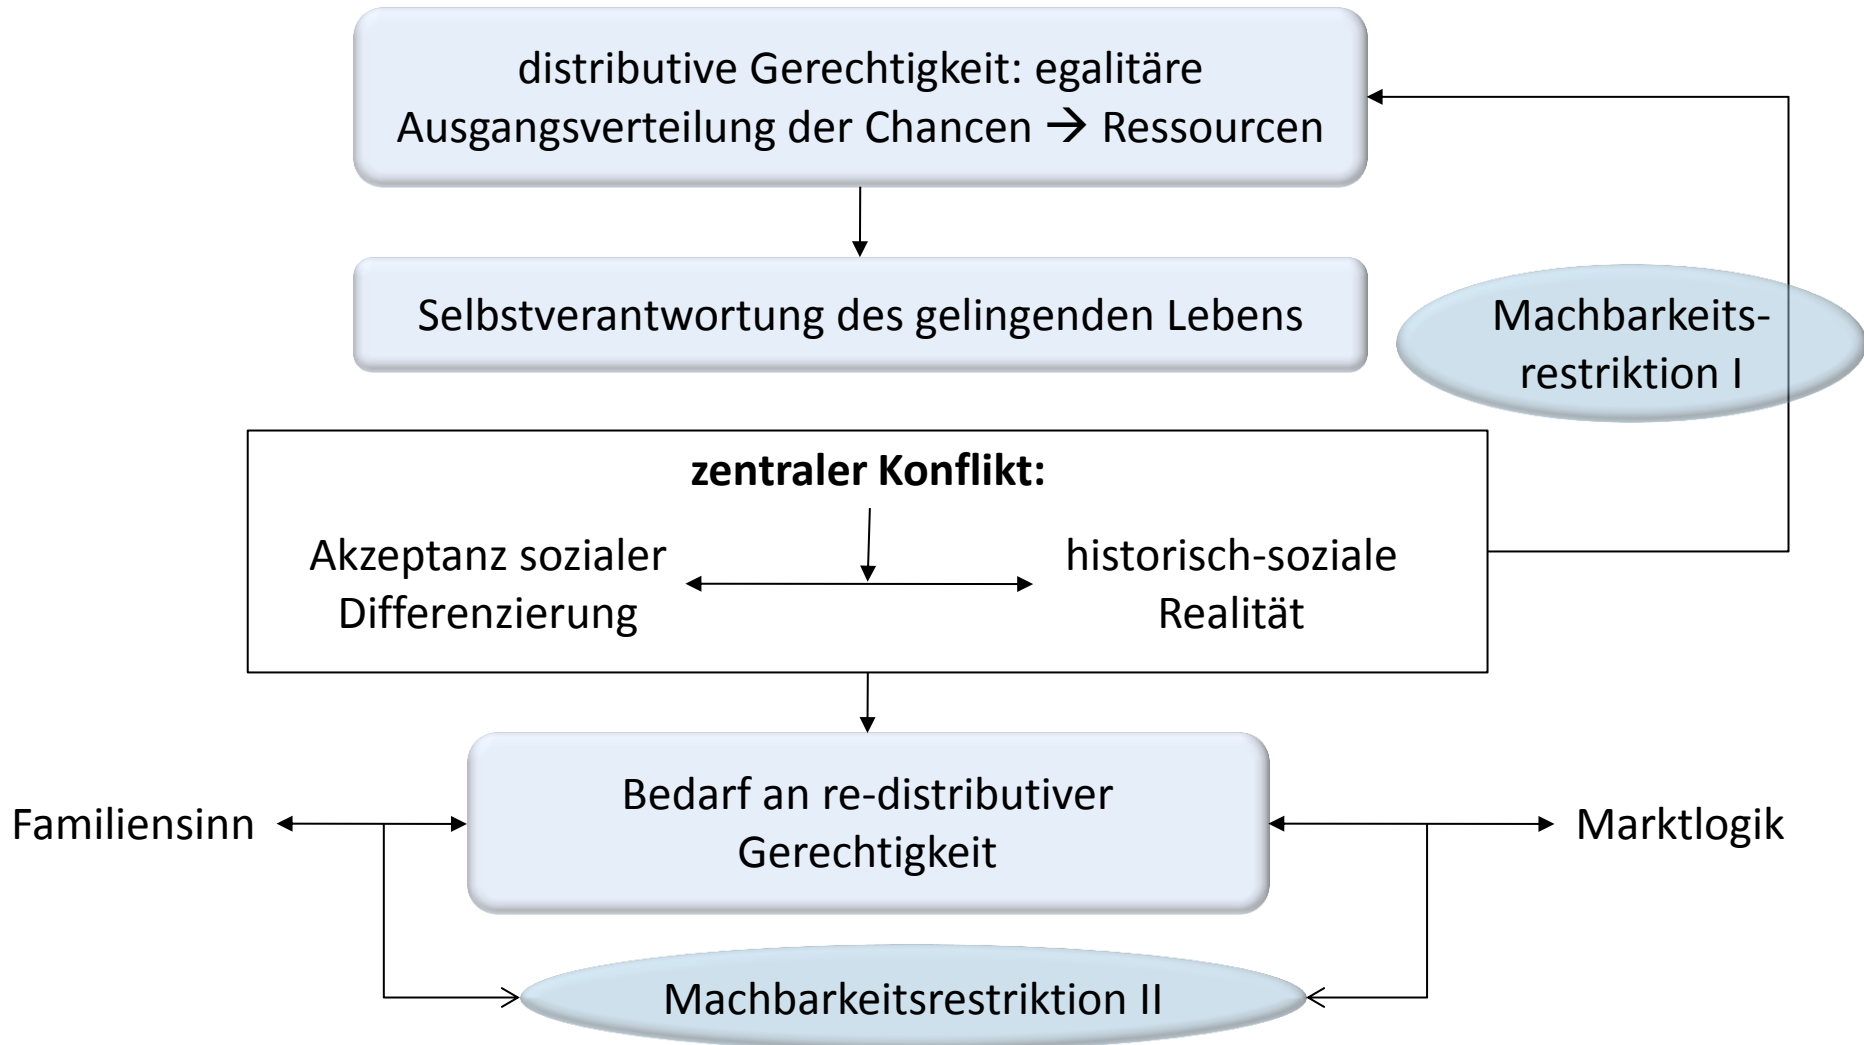 distributive Gerechtigkeit: egalitäre
Ausgangsverteilung der Chancen → Ressourcen
Selbstverantwortung des gelingenden Lebens
Machbarkeits-
restriktion I
zentraler Konflikt:
Akzeptanz sozialer
Differenzierung
historisch-soziale
Realität
Familiensinn
Bedarf an re-distributiver
Gerechtigkeit
Marktlogik
Machbarkeitsrestriktion II